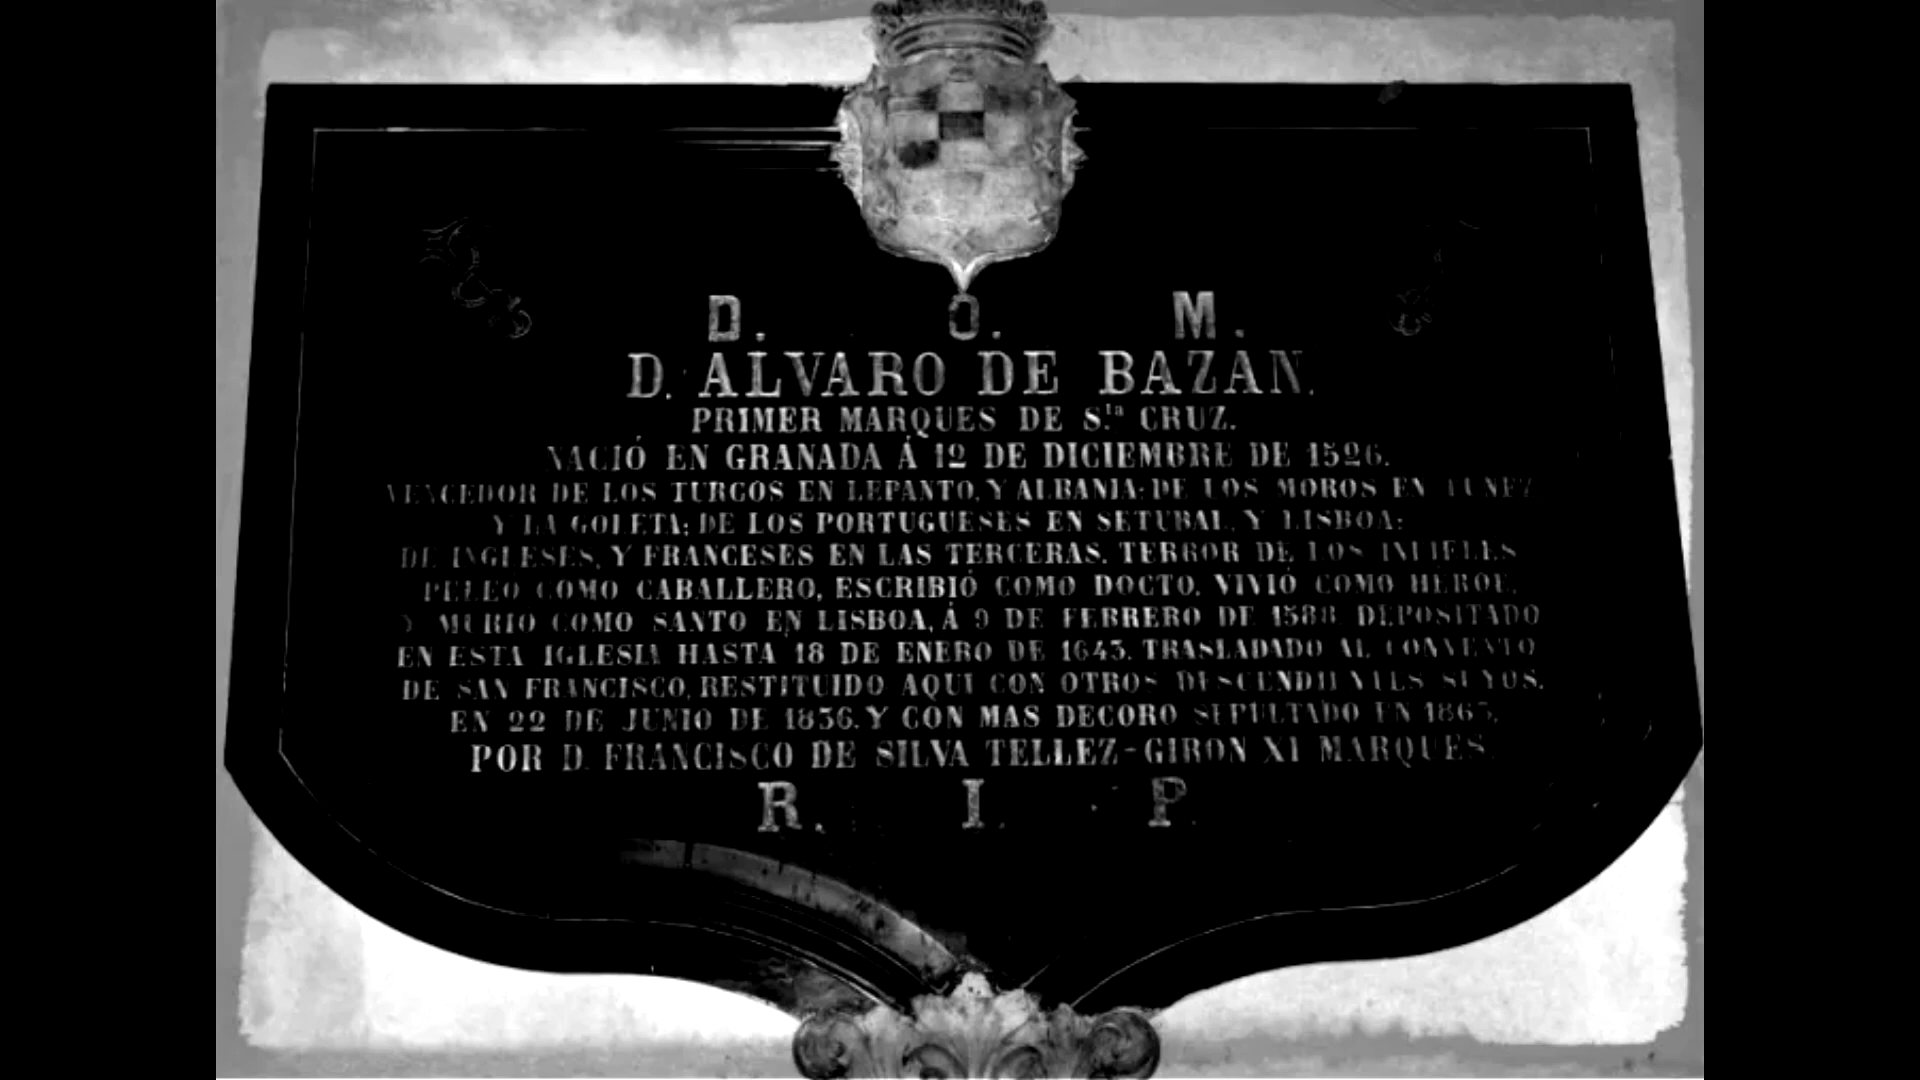 D. O. M.
D. ALVARO DE BAZAN.
PRIMER MARQUES DE S.ta CRUZ.
NACIÓ EN GRANADA Á 12 DE DICIEMBRE DE 1526.
VENCEDOR DE LOS TURCOS EN LEPANTO, Y ALBANIA: DE LOS MOROS EN TUNEZ
Y LA GOLETA; DE LOS PORTUGUESES EN SETUBAL, Y LISBOA:
DE INGLESES, Y FRANCESES EN LAS TERCERAS. TERROR DE LOS INFIELES
PELEO COMO CABALLERO, ESCRIBIÓ COMO DOCTO, VIVIÓ COMO HEROE,
Y MURIO COMO SANTO EN LISBOA, Á 9 DE FEBRERO DE 1588 DEPOSITADO
EN ESTA IGLESIA HASTA 18 DE ENERO DE 1643. TRASLADADO AL CONVENTO
DE SAN FRANCISCO, RESTITUIDO AQUI CON OTROS DESCENDIENTES SUYOS,
EN 22 DE JUNIO DE 1836. Y CON MAS DECORO SEPULTADO EN 1863,
POR D. FRANCISCO DE SILVA TELLEZ-GIRON XI MARQUES.
R. I. P.